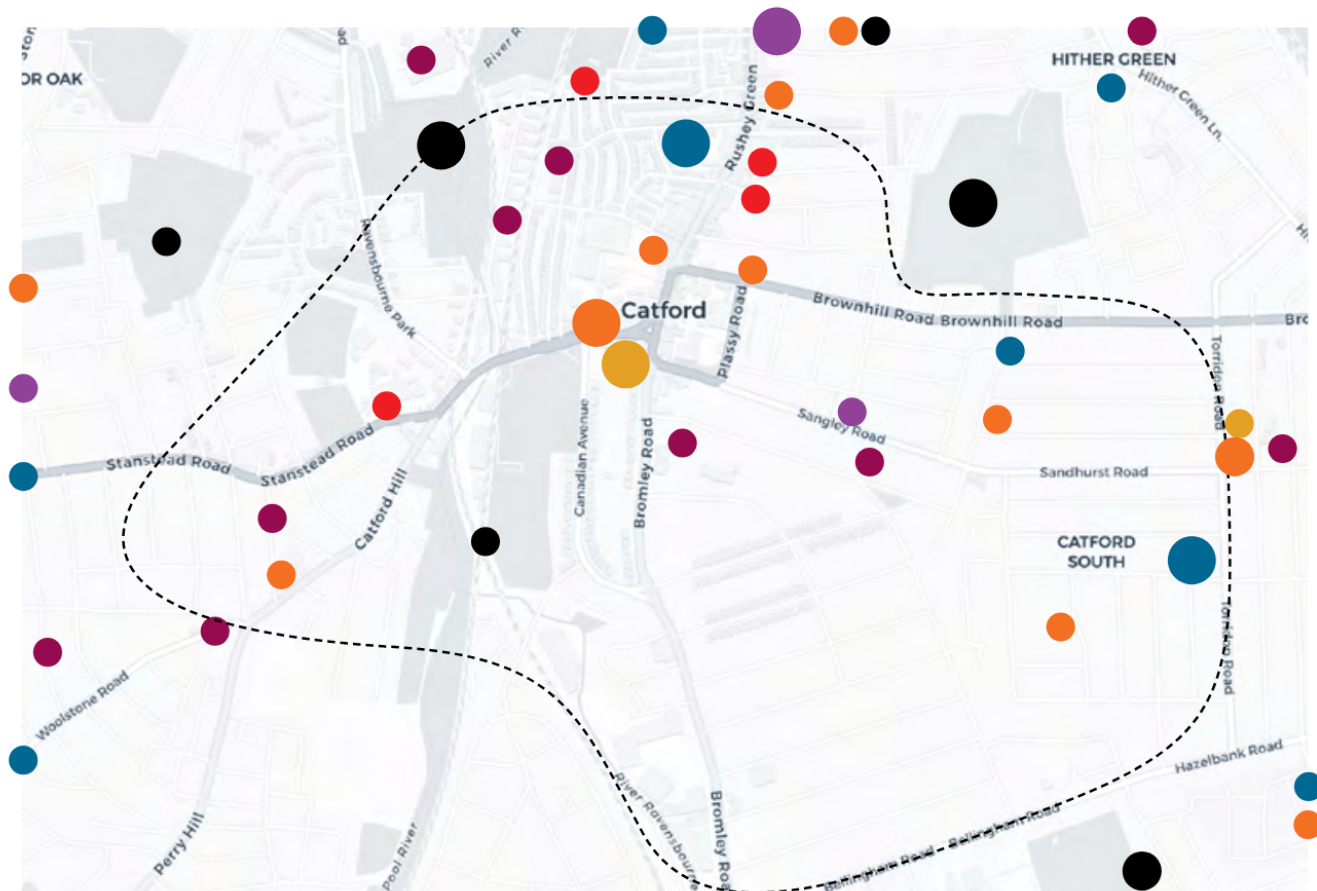 River R
HITHER GREEN
OR OAK
Hither Green Ln.
Rushey Green
Ravensbourne Park
Catford
Brownhill Road
Brownhill Road
Plassy Road
Torridon Road
Stanstead Road
Stanstead Road
Sangley Road
Sandhurst Road
Canadian Avenue
Bromley Road
Catford Hill
CATFORD
SOUTH
Torridon Road
Woolstone Road
Hazelbank Road
River Ravensbourne
Bromley Roa
Bellingham Road
Bellingham Road
Perry Hill
Pool River